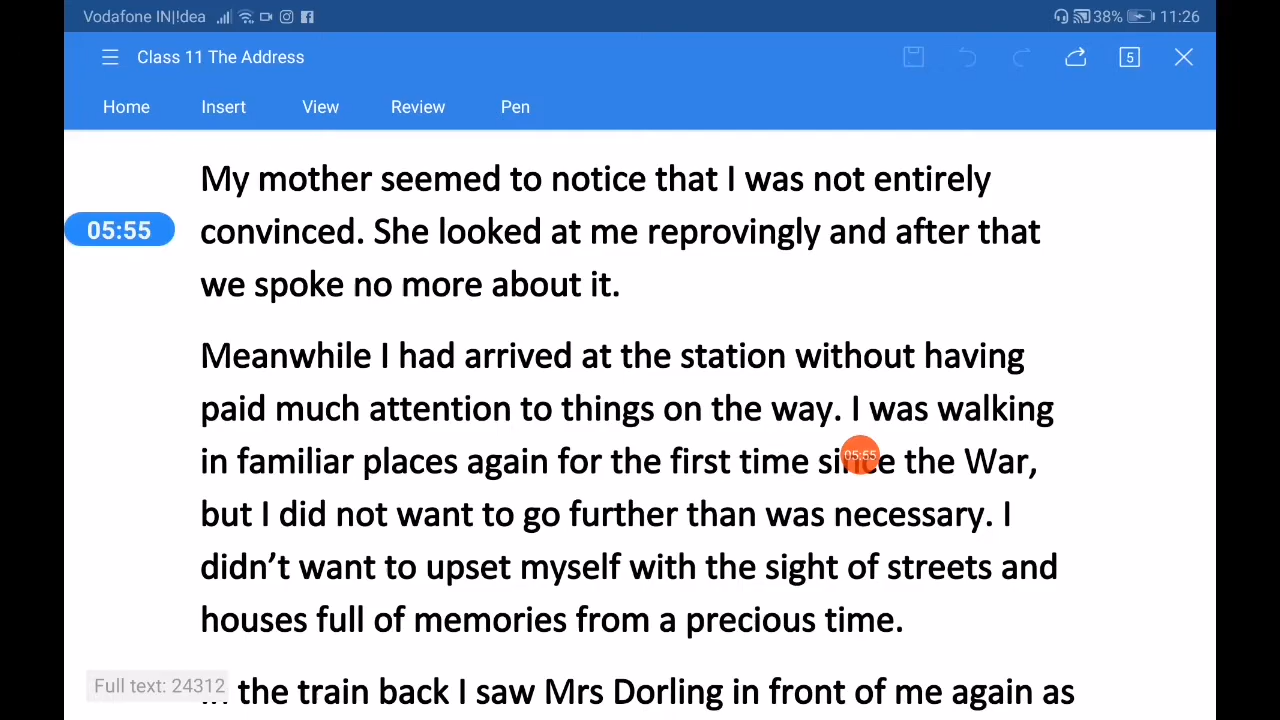 Vodafone IN|!dea 38% 11:26
Class 11 The Address 5
Home Insert View Review Pen
My mother seemed to notice that I was not entirely
05:55 convinced. She looked at me reprovingly and after that
we spoke no more about it.
Meanwhile I had arrived at the station without having
paid much attention to things on the way. I was walking
in familiar places again for the first time since the War,
05:55
but I did not want to go further than was necessary. I
didn't want to upset myself with the sight of streets and
houses full of memories from a precious time.
Full text: 24312 the train back I saw Mrs Dorling in front of me again as